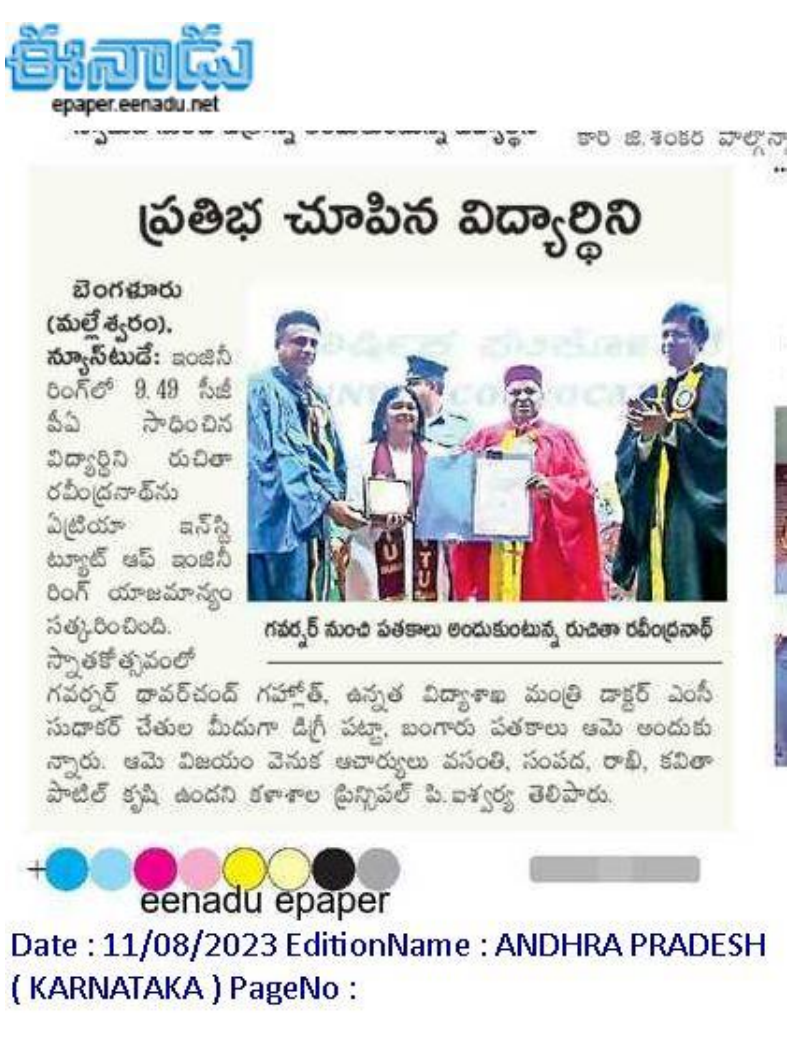 ఈనాడు
epaper.eenadu.net
కారి జి.శంకర్
ప్రతిభ చూపిన విద్యార్థిని
బెంగళూరు
(మల్లేశ్వరం),
న్యూస్‌టుడే: ఇంజినీ
రింగ్‌లో 9.49 సీజీ
పీఏ సాధించిన
విద్యార్థిని రుచితా
రవీంద్రనాథ్‌ను
ఏట్రియా ఇన్‌స్టి
ట్యూట్ ఆఫ్ ఇంజినీ
రింగ్ యాజమాన్యం
సత్కరించింది.
స్నాతకోత్సవంలో
గవర్నర్ నుంచి పతకాలు అందుకుంటున్న రుచితా రవీంద్రనాథ్
గవర్నర్ థావర్‌చంద్ గహ్లోత్, ఉన్నత విద్యాశాఖ మంత్రి డాక్టర్ ఎంసీ
సుధాకర్ చేతుల మీదుగా డిగ్రీ పట్టా, బంగారు పతకాలు ఆమె అందుకు
న్నారు. ఆమె విజయం వెనుక ఆచార్యులు వసంతి, సంపద, రాఖి, కవితా
పాటిల్ కృషి ఉందని కళాశాల ప్రిన్సిపల్ పి.ఐశ్వర్య తెలిపారు.
eenadu epaper
Date : 11/08/2023 EditionName : ANDHRA PRADESH
( KARNATAKA ) PageNo :